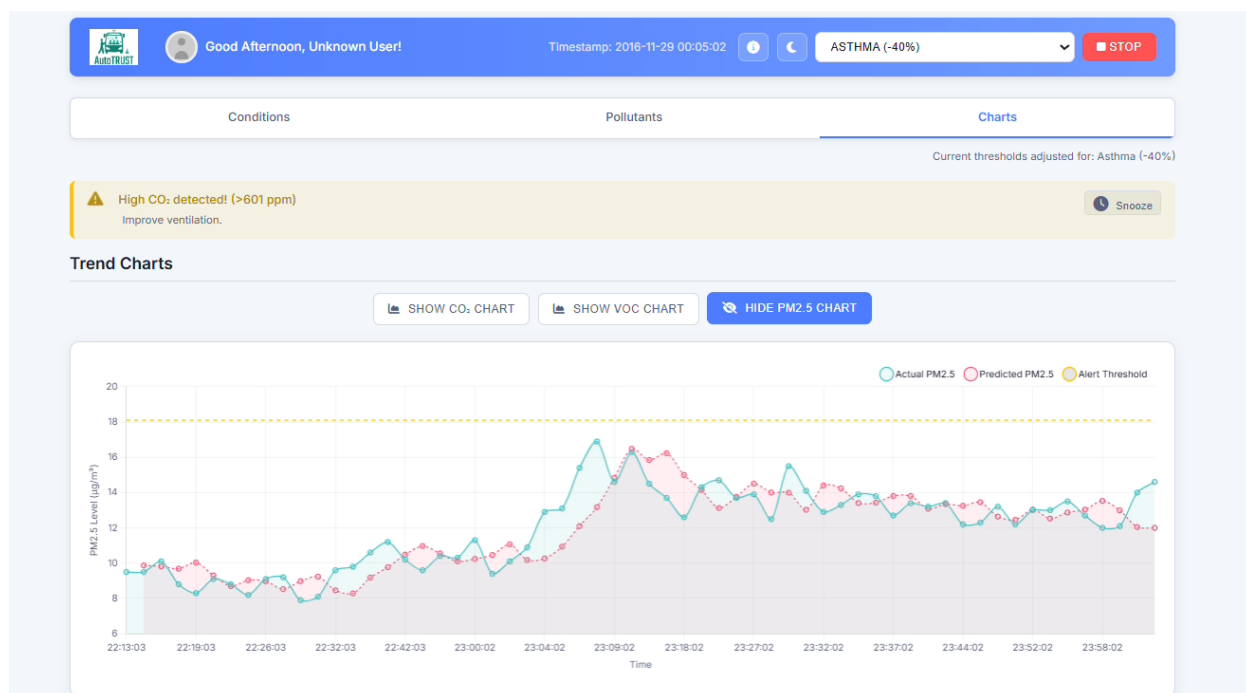 AutoTRUST
Good Afternoon, Unknown User!
Timestamp: 2016-11-29 00:05:02
ASTHMA (-40%)
STOP
Conditions
Pollutants
Charts
Current thresholds adjusted for: Asthma (-40%)
High CO₂ detected! (>601 ppm)
Improve ventilation.
Snooze
Trend Charts
SHOW CO₂ CHART
SHOW VOC CHART
HIDE PM2.5 CHART
Actual PM2.5
Predicted PM2.5
Alert Threshold
PM2.5 Level (µg/m³)
20
18
16
14
12
10
8
6
22:13:03
22:19:03
22:26:03
22:32:03
22:42:03
23:00:02
23:04:02
23:09:02
23:18:02
23:27:02
23:32:02
23:37:02
23:44:02
23:52:02
23:58:02
Time